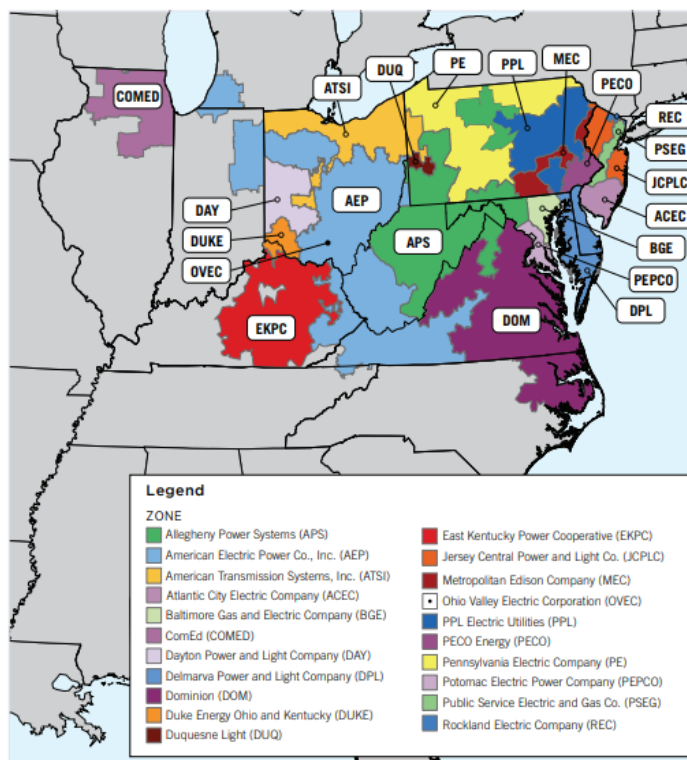 COMED
ATSI
DUQ
PE
PPL
MEC
PECO
REC
PSEG
JCPLC
ACEC
BGE
PEPCO
DPL
DAY
DUKE
OVEC
AEP
APS
EKPC
DOM
Legend
ZONE
Allegheny Power Systems (APS)
American Electric Power Co., Inc. (AEP)
American Transmission Systems, Inc. (ATSI)
Atlantic City Electric Company (ACEC)
Baltimore Gas and Electric Company (BGE)
ComEd (COMED)
Dayton Power and Light Company (DAY)
Delmarva Power and Light Company (DPL)
Dominion (DOM)
Duke Energy Ohio and Kentucky (DUKE)
Duquesne Light (DUQ)
East Kentucky Power Cooperative (EKPC)
Jersey Central Power and Light Co. (JCPLC)
Metropolitan Edison Company (MEC)
Ohio Valley Electric Corporation (OVEC)
PPL Electric Utilities (PPL)
PECO Energy (PECO)
Pennsylvania Electric Company (PE)
Potomac Electric Power Company (PEPCO)
Public Service Electric and Gas Co. (PSEG)
Rockland Electric Company (REC)